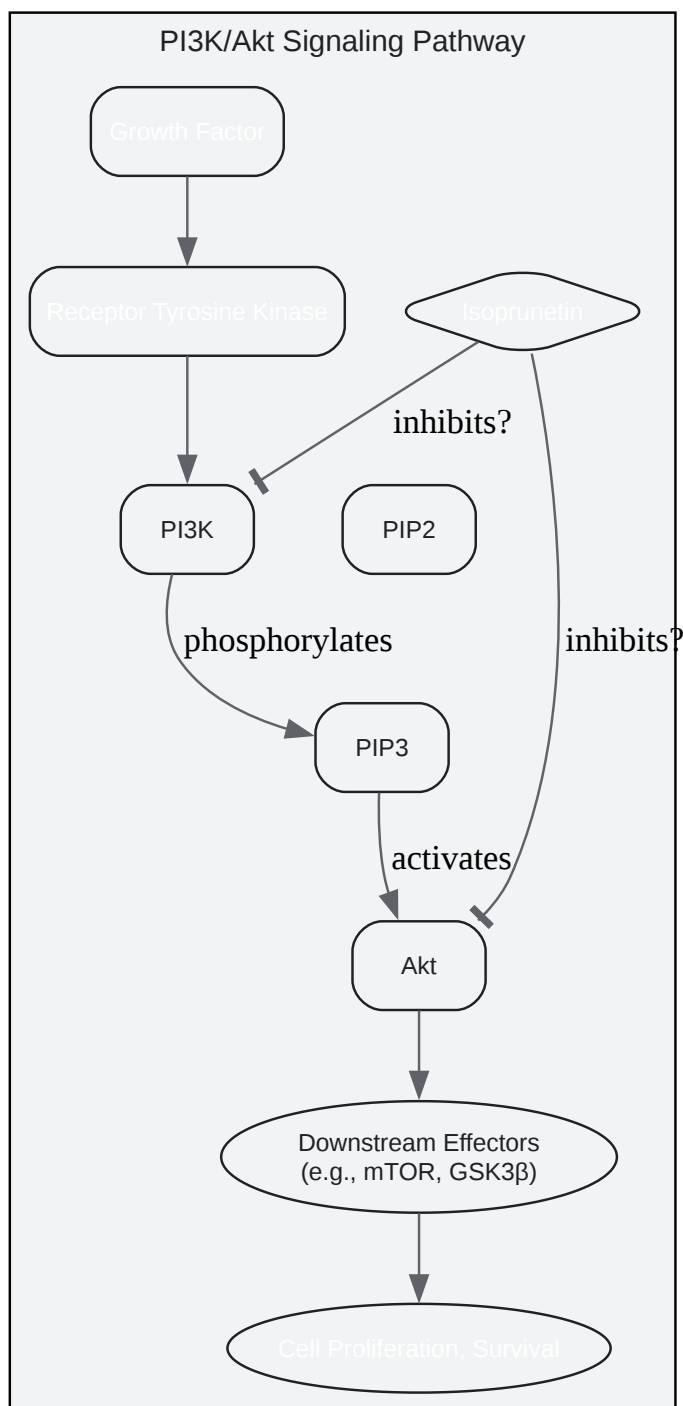 PI3K/Akt Signaling Pathway
Growth Factor
Receptor Tyrosine Kinase
Isoprunetin
inhibits?
PI3K
PIP2
phosphorylates
inhibits?
PIP3
activates
Akt
Downstream Effectors
(e.g., mTOR, GSK3β)
Cell Proliferation, Survival